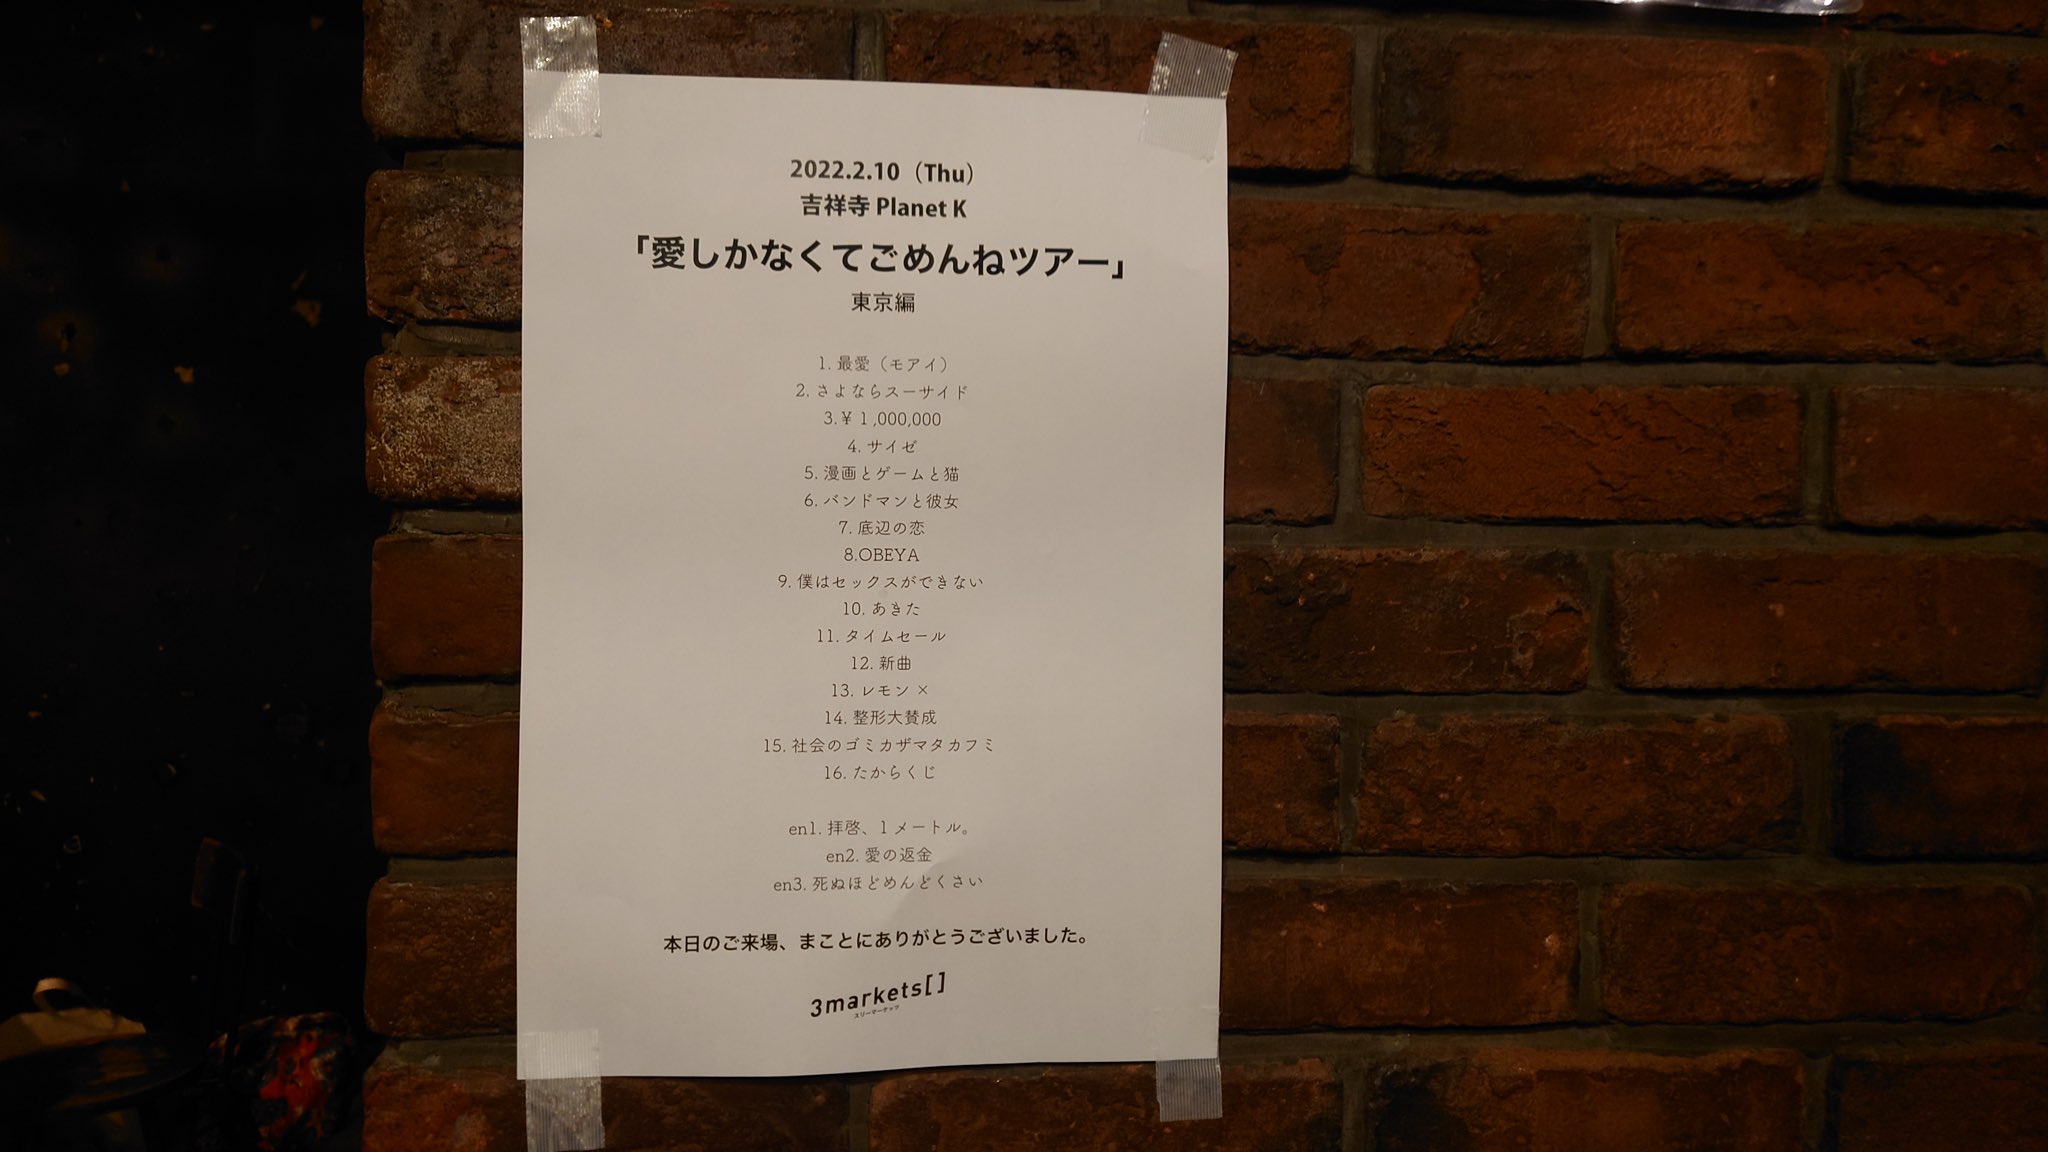 2022.2.10（Thu）
吉祥寺 Planet K
「愛しかなくてごめんねツアー」
東京編
1. 最愛（モアイ）
2. さよならスーサイド
3.¥ 1,000,000
4. サイゼ
5. 漫画とゲームと猫
6. バンドマンと彼女
7. 底辺の恋
8.OBEYA
9. 僕はセックスができない
10. あきた
11. タイムセール
12. 新曲
13. レモン ×
14. 整形大賛成
15. 社会のゴミカザマタカフミ
16. たからくじ
en1. 拝啓、1 メートル。
en2. 愛の返金
en3. 死ぬほどめんどくさい
本日のご来場、まことにありがとうございました。
3markets[ ]
スリーマーケッツ